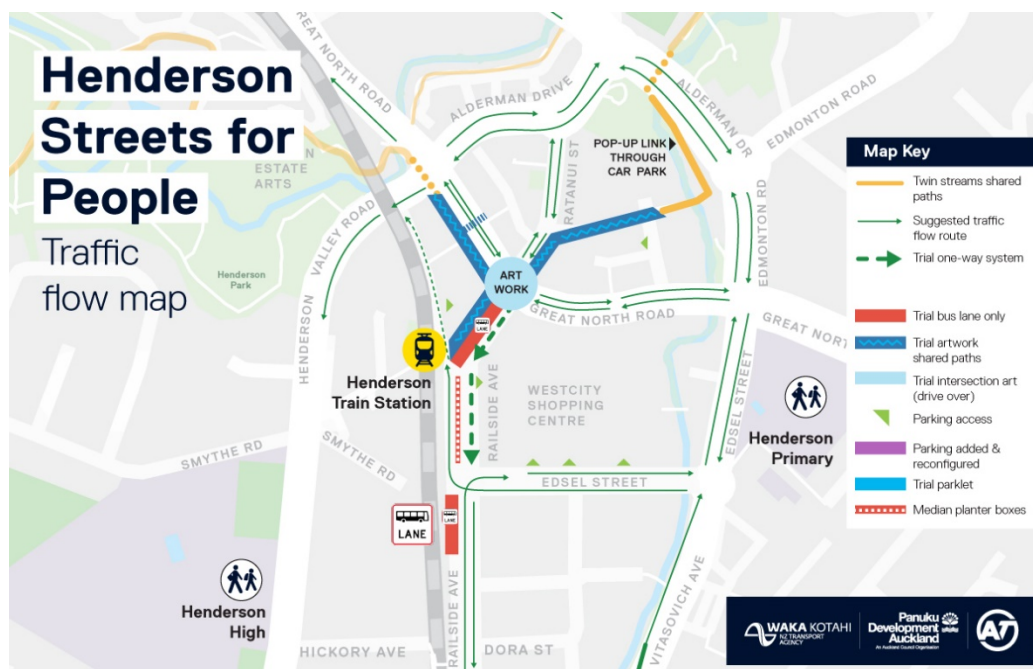 Henderson
Streets for
People
Traffic
flow map
GREAT NORTH ROAD
ESTATE
ARTS
Henderson
Park
HENDERSON
VALLEY ROAD
ALDERMAN DRIVE
RATANUI ST
POP-UP LINK
THROUGH
CAR PARK
ALDERMAN DR
EDMONTON ROAD
EDMONTON RD
ART
WORK
LANE
GREAT NORTH ROAD
GREAT
Henderson
Train Station
RAILSIDE AVE
WESTCITY
SHOPPING
CENTRE
EDSEL STREET
Henderson
Primary
SMYTHE RD
SMYTHE RD
EDSEL STREET
LANE
LANE
Henderson
High
RAILSIDE AVE
HICKORY AVE
DORA ST
VITASOVICH AVE
Map Key
Twin streams shared
paths
Suggested traffic
flow route
Trial one-way system
Trial bus lane only
Trial artwork
shared paths
Trial intersection art
(drive over)
Parking access
Parking added &
reconfigured
Trial parklet
Median planter boxes
WAKA KOTAHI
NZ TRANSPORT
AGENCY
Panuku
Development
Auckland
An Auckland Council Organisation
AT